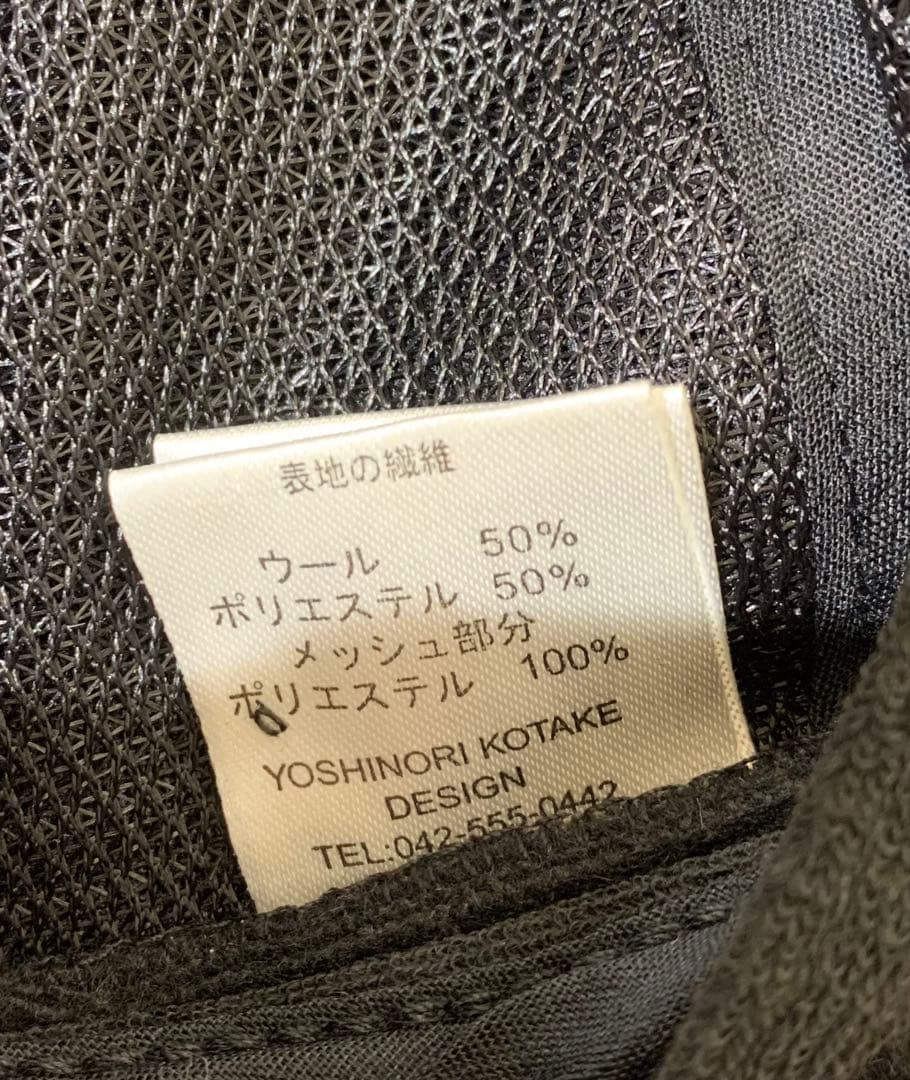 表地の繊維
ウール 50%
ポリエステル 50%
メッシュ部分
ポリエステル 100%
YOSHINORI KOTAKE
DESIGN
TEL:042-555-0442